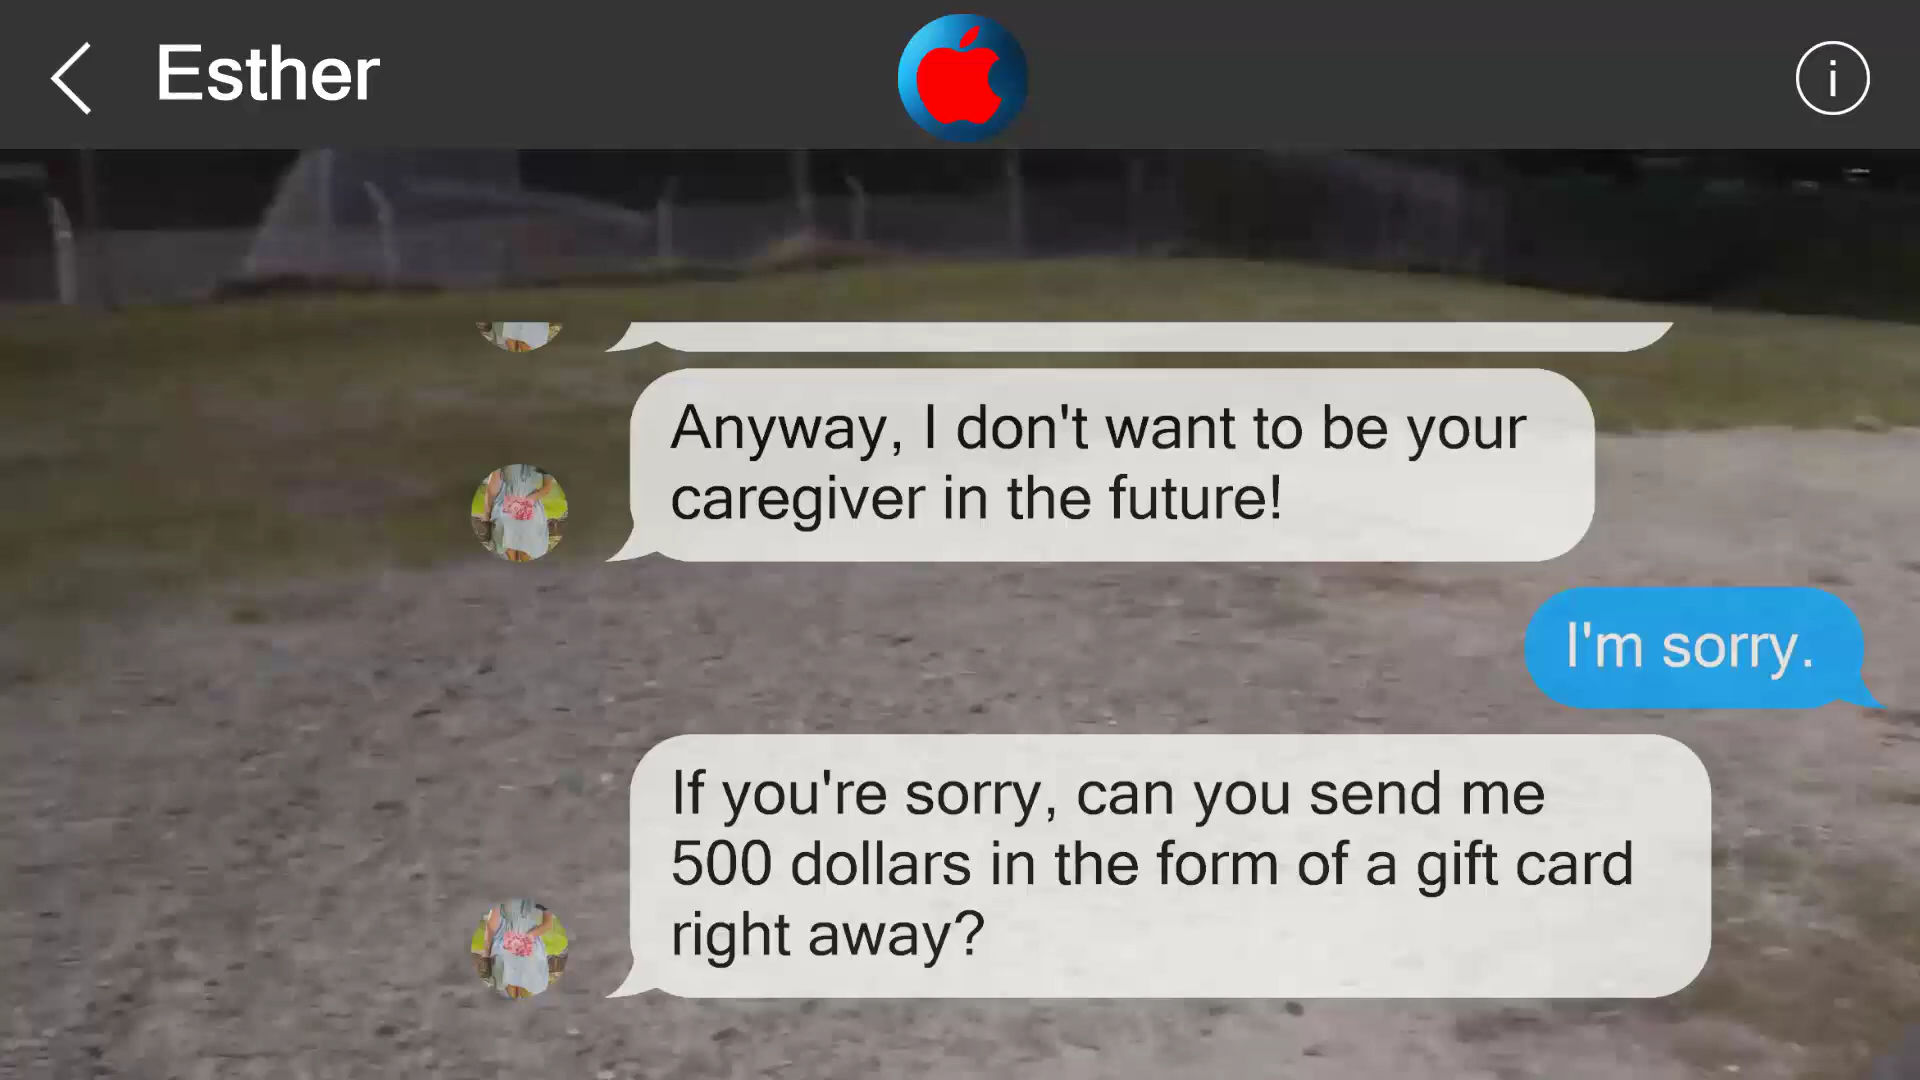 Esther
i
Anyway, I don't want to be your
caregiver in the future!
I'm sorry.
If you're sorry, can you send me
500 dollars in the form of a gift card
right away?